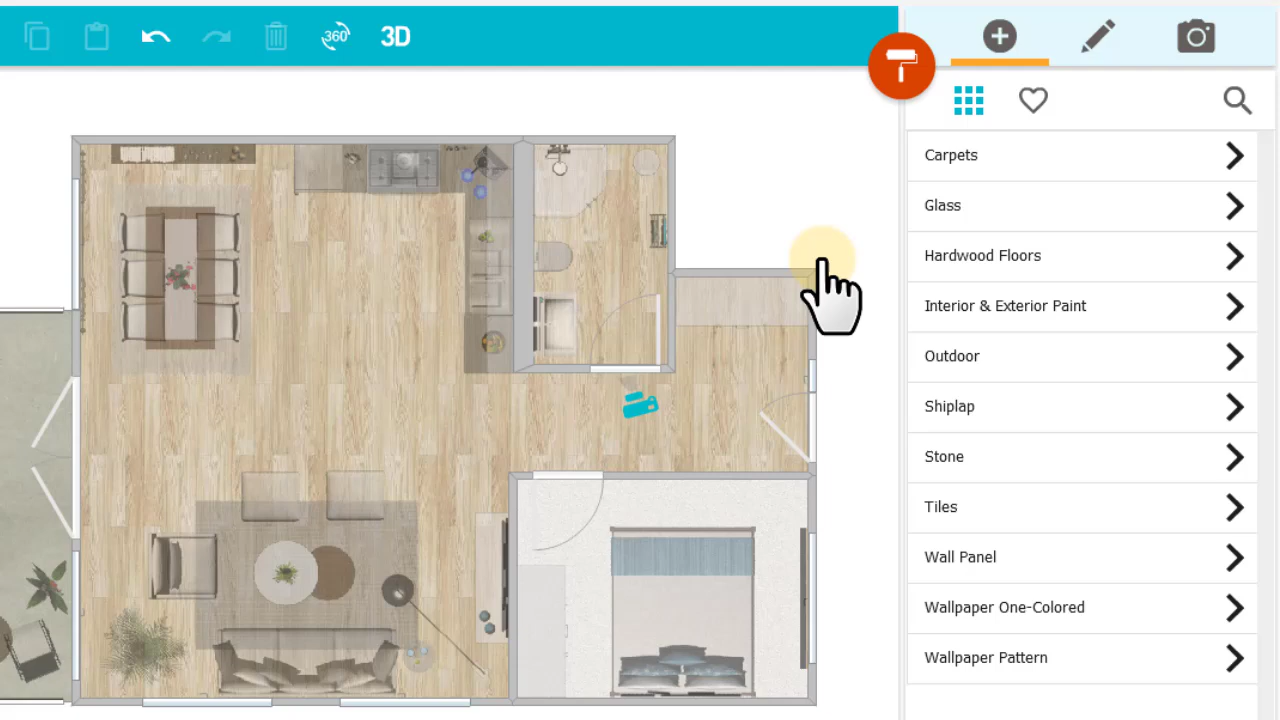 360
3D
Carpets
Glass
Hardwood Floors
Interior & Exterior Paint
Outdoor
Shiplap
Stone
Tiles
Wall Panel
Wallpaper One-Colored
Wallpaper Pattern